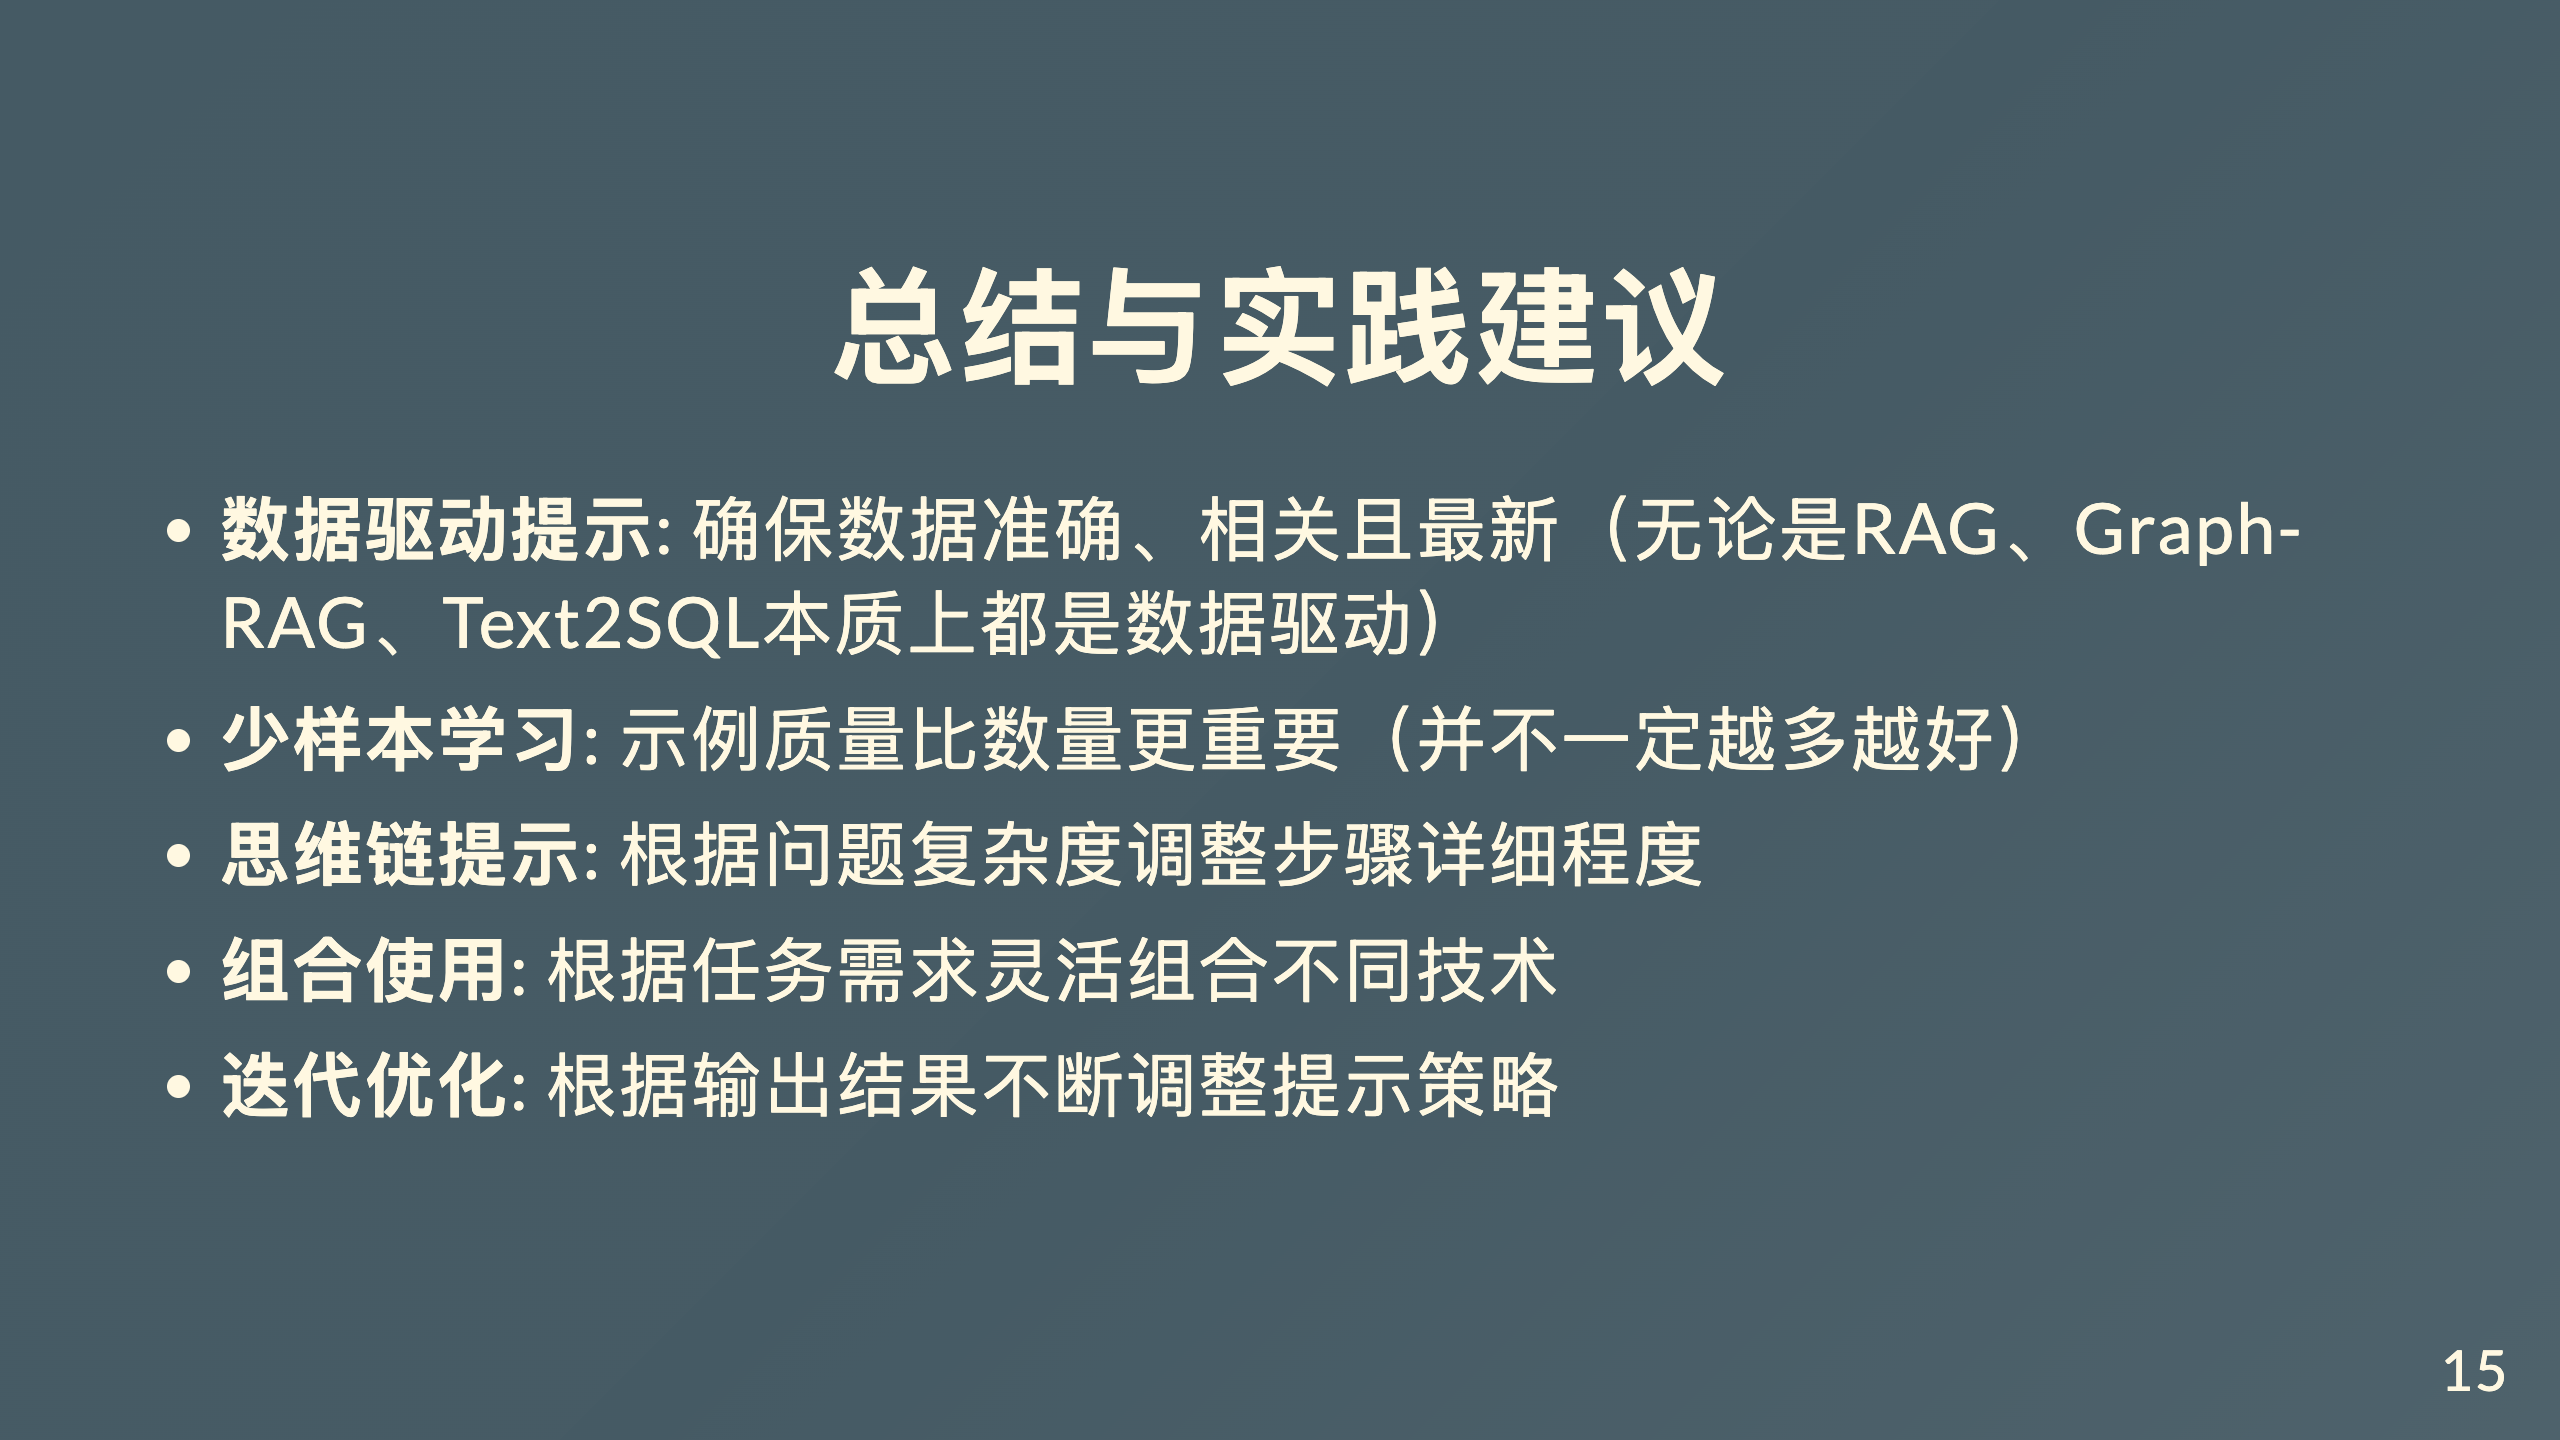 总结与实践建议
• 数据驱动提示: 确保数据准确、相关且最新（无论是RAG、Graph-
RAG、Text2SQL本质上都是数据驱动）
• 少样本学习: 示例质量比数量更重要（并不一定越多越好）
• 思维链提示: 根据问题复杂度调整步骤详细程度
• 组合使用: 根据任务需求灵活组合不同技术
• 迭代优化: 根据输出结果不断调整提示策略
15